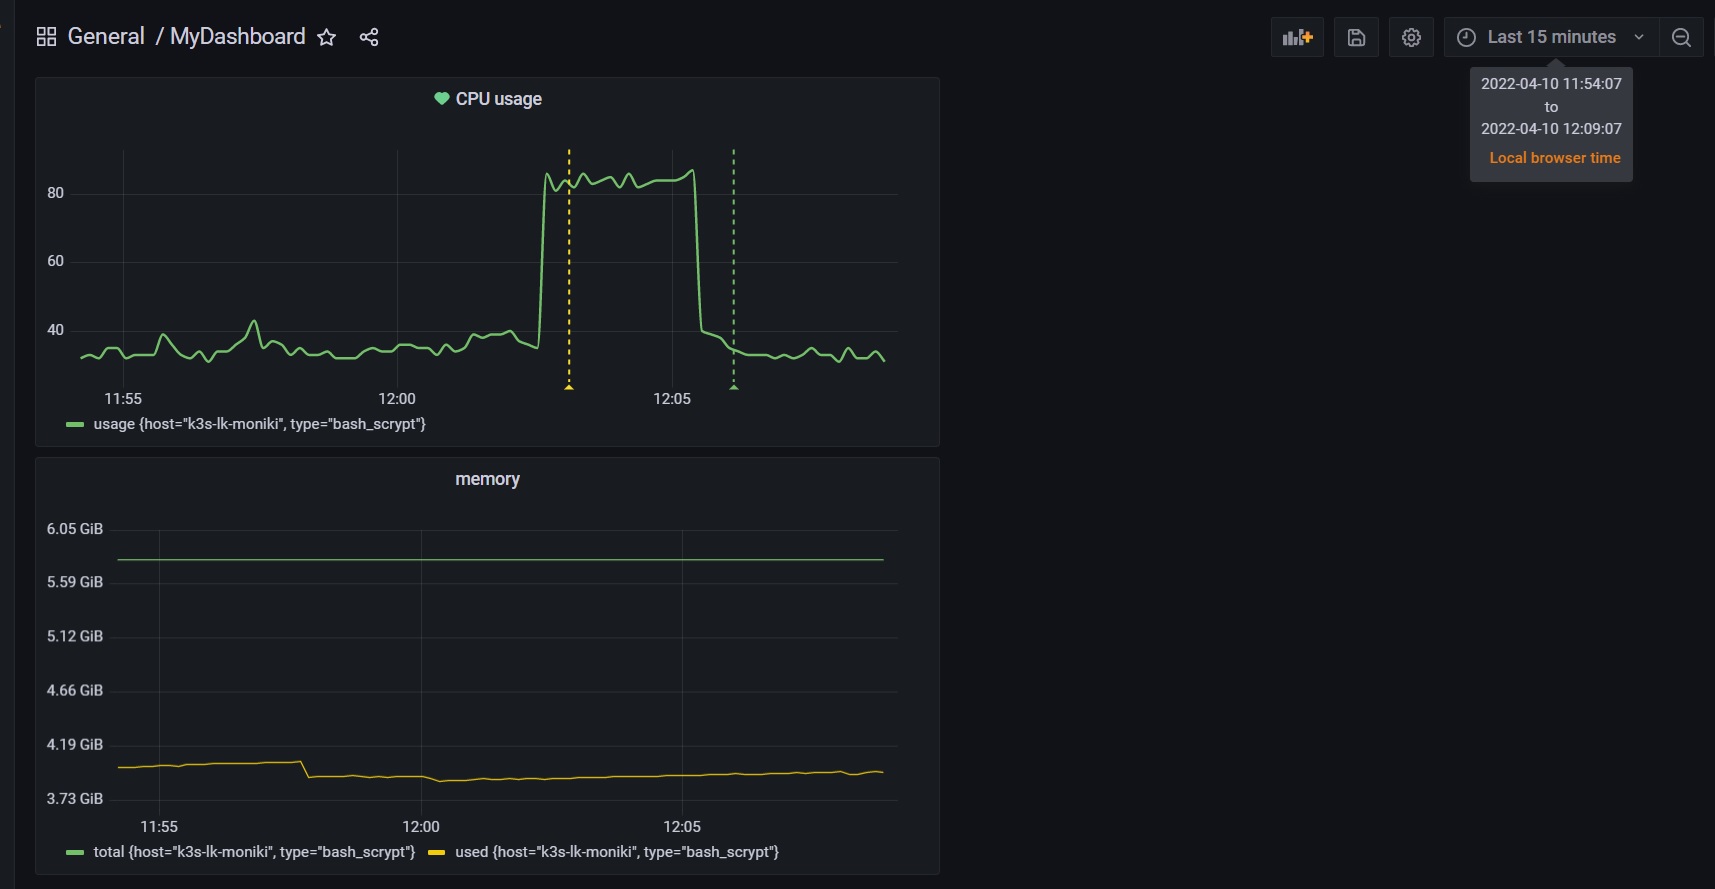 General / MyDashboard
Last 15 minutes
2022-04-10 11:54:07
to
2022-04-10 12:09:07
Local browser time
CPU usage
80
60
40
11:55 12:00 12:05
usage {host="k3s-lk-moniki", type="bash_scrypt"}
memory
6.05 GiB
5.59 GiB
5.12 GiB
4.66 GiB
4.19 GiB
3.73 GiB
11:55 12:00 12:05
total {host="k3s-lk-moniki", type="bash_scrypt"} used {host="k3s-lk-moniki", type="bash_scrypt"}